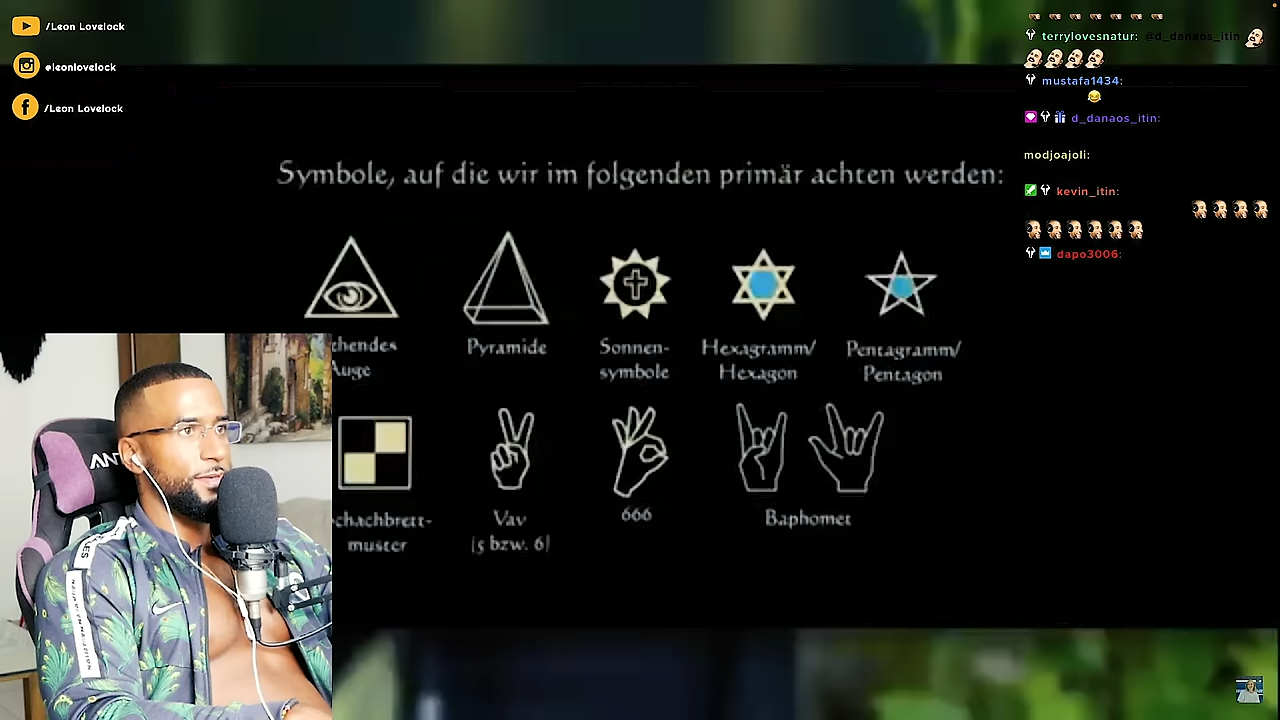 /Leon Lovelock
@leonlovelock
/Leon Lovelock
terrylovesnatur: @d_danaos_itin
mustafa1434:
d_danaos_itin:
modjoajoli:
kevin_itin:
dapo3006:
Symbole, auf die wir im folgenden primär achten werden:
Pyramide
Sonnen-
symbole
Hexagramm/
Hexagon
Pentagramm/
Pentagon
chendes
Auge
chachbrett-
muster
Vav
(5 bzw. 6)
666
Baphomet
AN